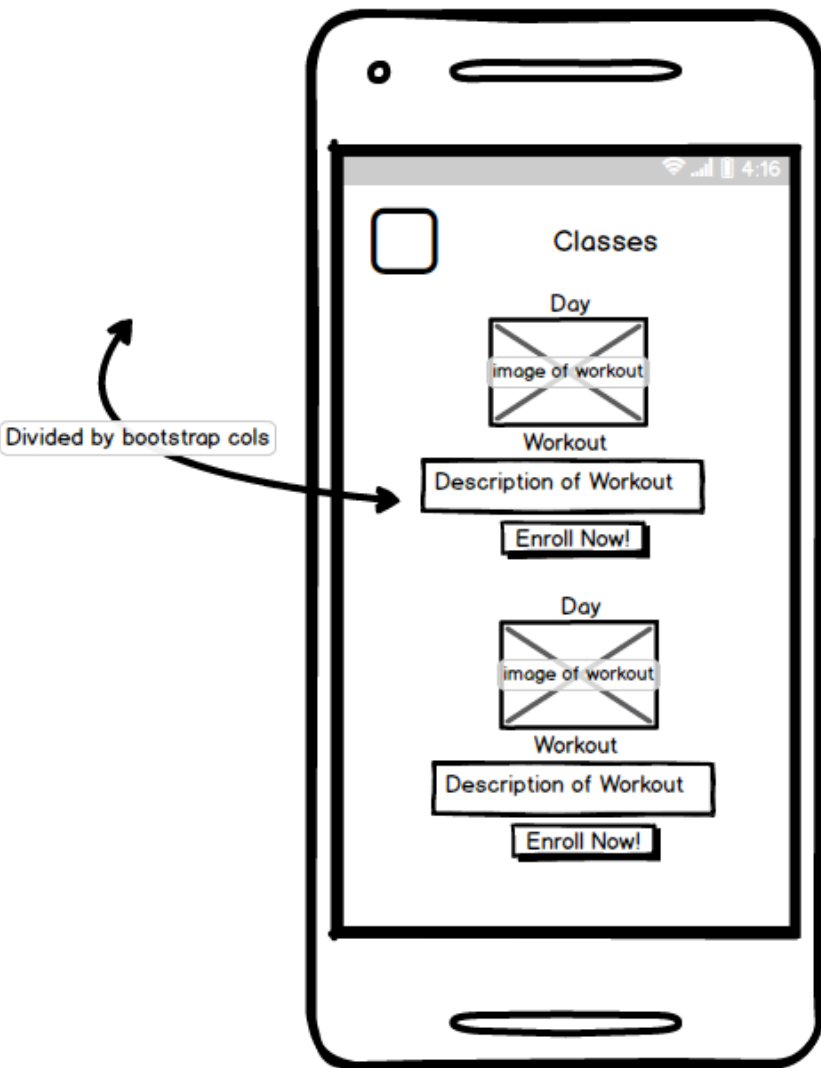 4:16
Classes
Day
image of workout
Divided by bootstrap cols
Workout
Description of Workout
Enroll Now!
Day
image of workout
Workout
Description of Workout
Enroll Now!